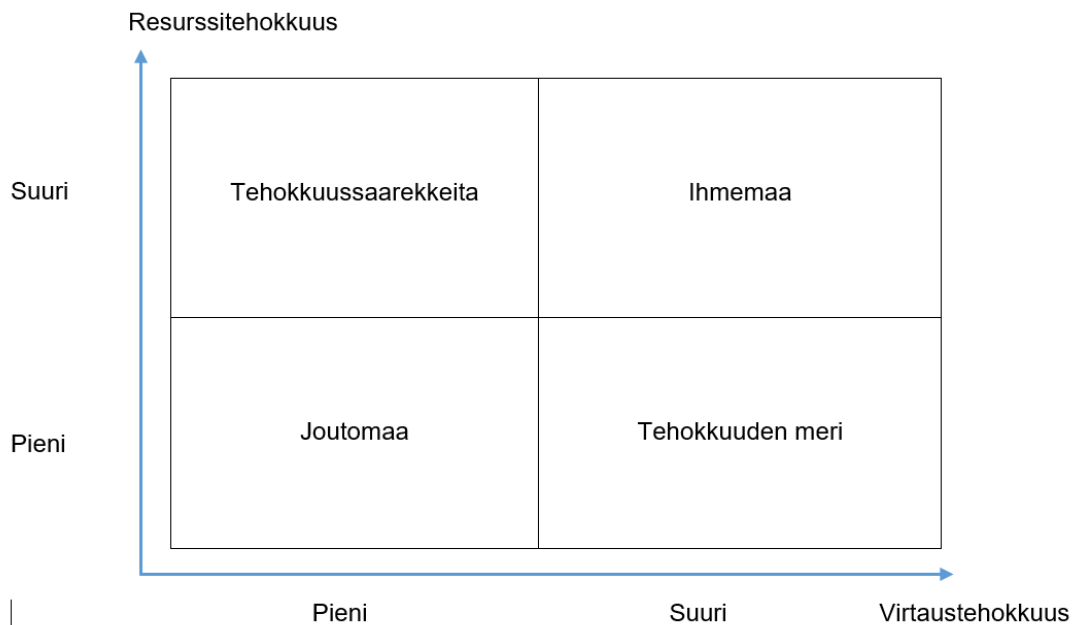 Resurssitehokkuus
Suuri
Tehokkuussaarekkeita
Ihmemaa
Pieni
Joutomaa
Tehokkuuden meri
Pieni
Suuri
Virtaustehokkuus